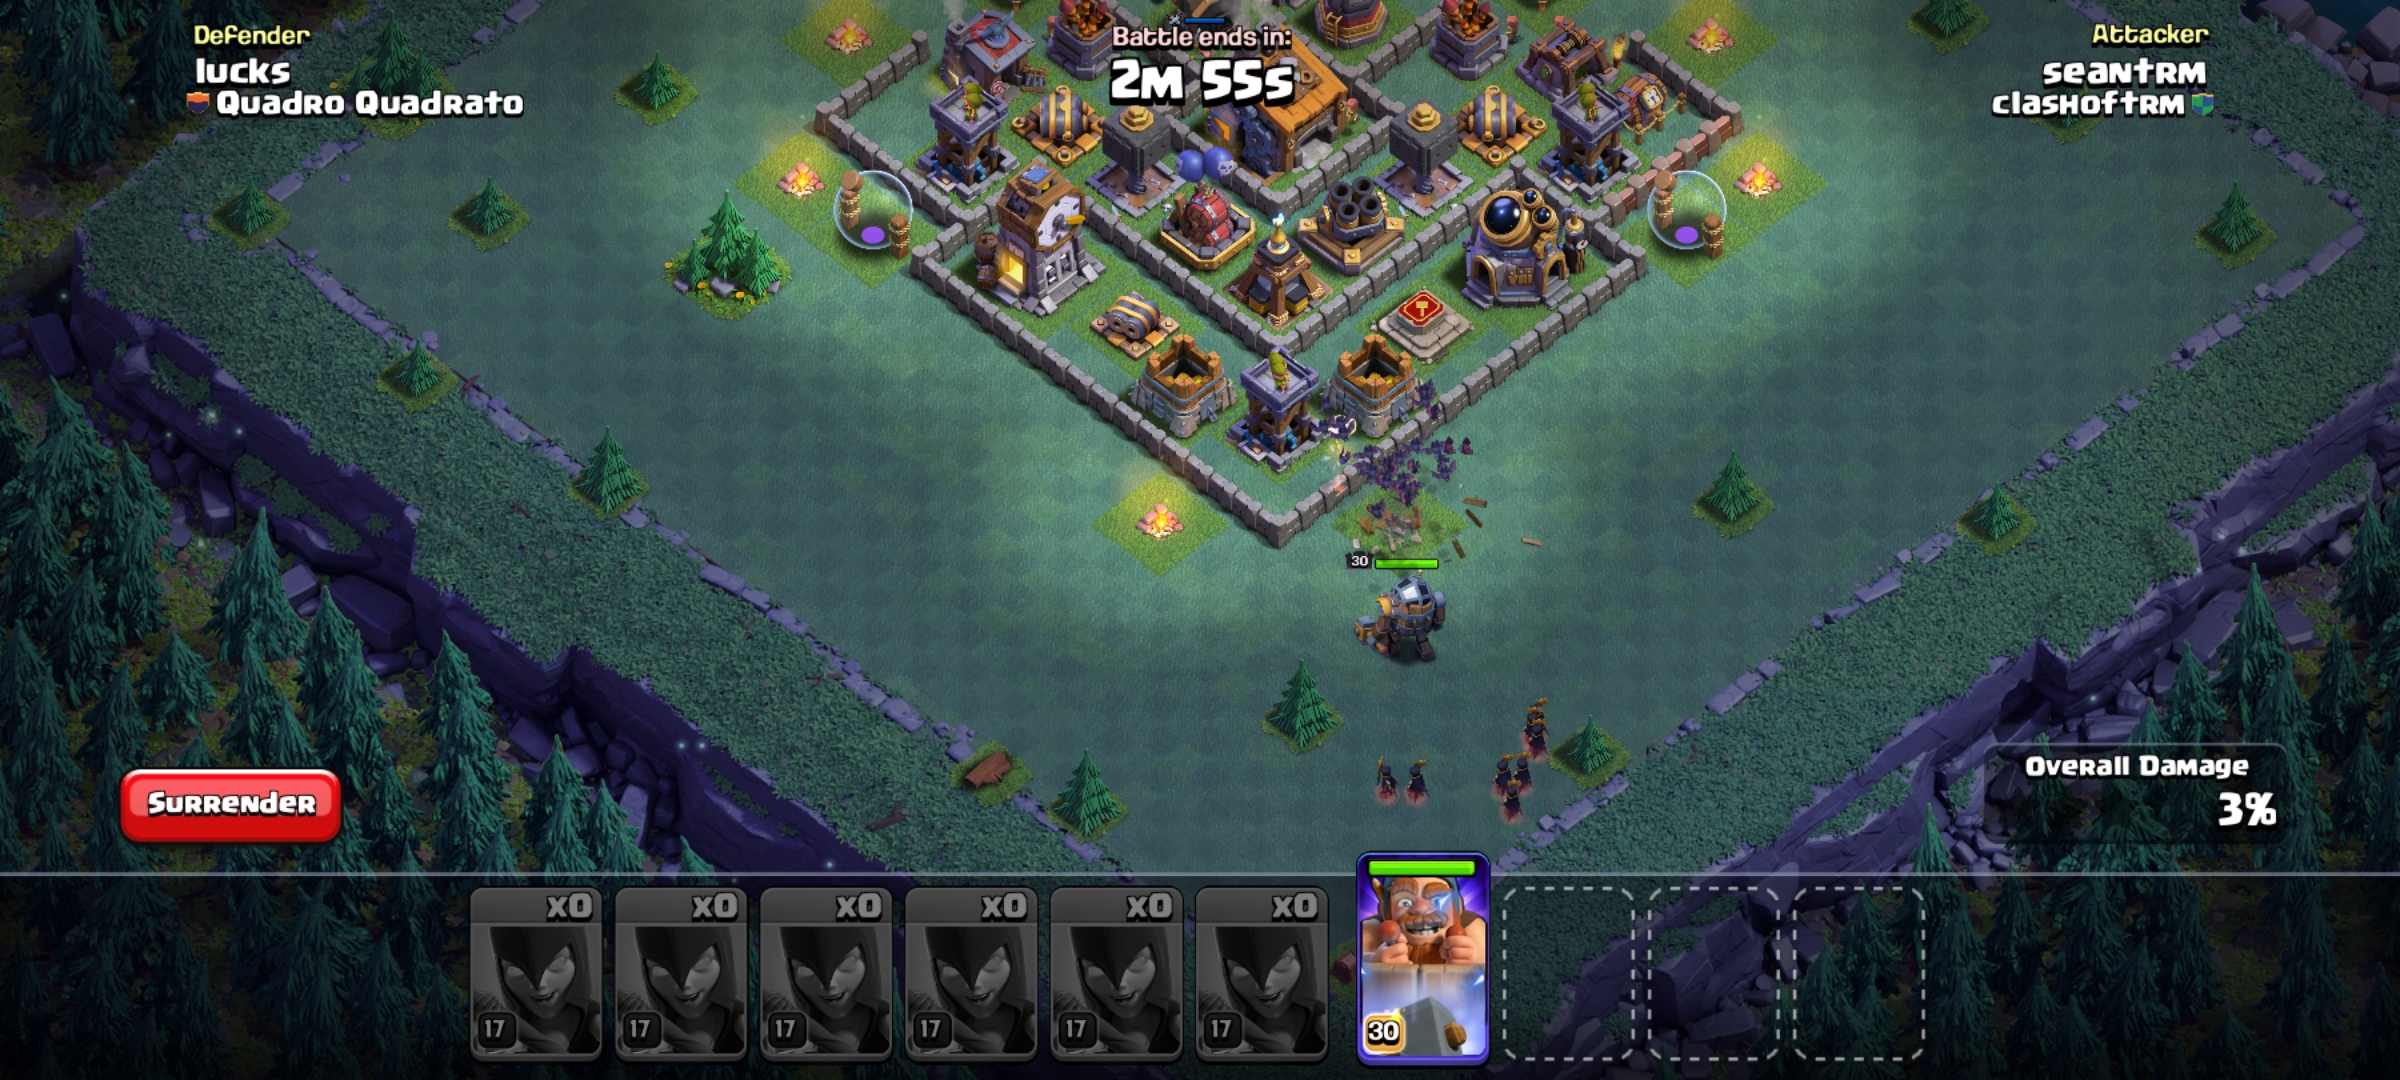 Defender
lucks
Quadro Quadrato
Battle ends in:
2M 55s
Attacker
seantRM
clashoftRM
30
Surrender
Overall Damage
3%
x0
x0
x0
x0
x0
x0
17
17
17
17
17
17
30